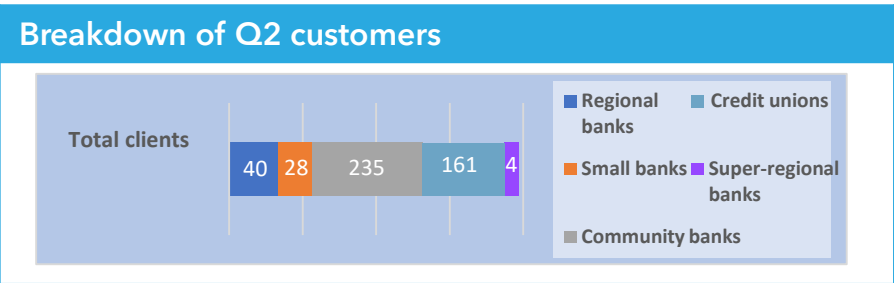 Breakdown of Q2 customers
Total clients
40 28 235 161 4
Regional banks
Credit unions
Small banks
Super-regional banks
Community banks